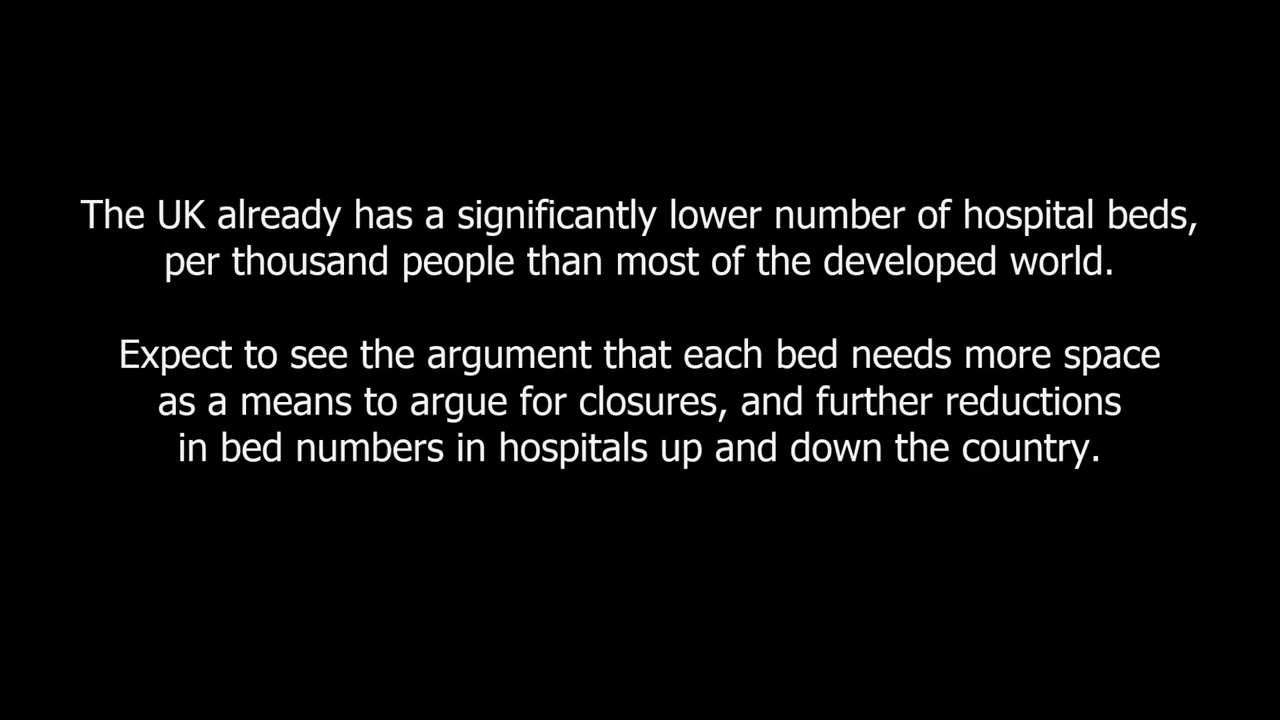 The UK already has a significantly lower number of hospital beds,
per thousand people than most of the developed world.
Expect to see the argument that each bed needs more space
as a means to argue for closures, and further reductions
in bed numbers in hospitals up and down the country.